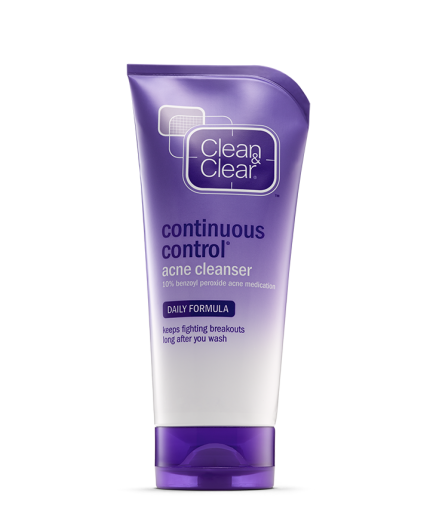 Clean &
Clear®
™
continuous
control®
acne cleanser
10% benzoyl peroxide acne medication
DAILY FORMULA
keeps fighting breakouts
long after you wash